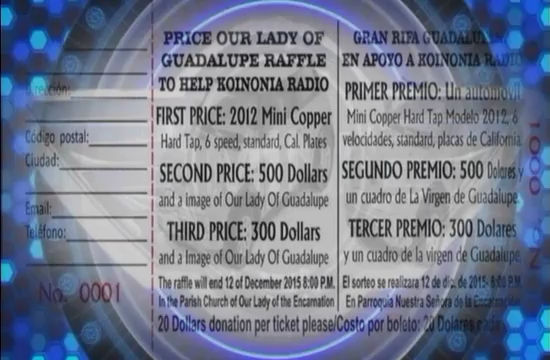 PRICE OUR LADY OF
GUADALUPE RAFFLE
TO HELP KOINONIA RADIO
FIRST PRICE: 2012 Mini Copper
Hard Tap, 6 speed, standard, Cal. Plates
SECOND PRICE: 500 Dollars
and a image of Our Lady Of Guadalupe
THIRD PRICE: 300 Dollars
and a Image of Our Lady Of Guadalupe
The raffle will end 12 of December 2015 8:00 P.M.
In the Parish Church of Our Lady of the Encarnation
20 Dollars donation per ticket please/Costo por boleto: 20 Dolares
GRAN RIFA
EN APOYO A KOINONIA RADIO
PRIMER PREMIO: Un automovil
Mini Copper Hard Tap Modelo 2012, 6
velocidades, standard, placas de California
SEGUNDO PREMIO: 500 Dolares y
un cuadro de La Virgen de Guadalupe
TERCER PREMIO: 300 Dolares
y un cuadro de la virgen de Guadalupe
El sorteo se realizara 12 de dic. de 2015- 8:00 P.M.
En Parroquia Nuestra Señora de la
Código postal:
Ciudad:
Email:
Teléfono:
No. 0001